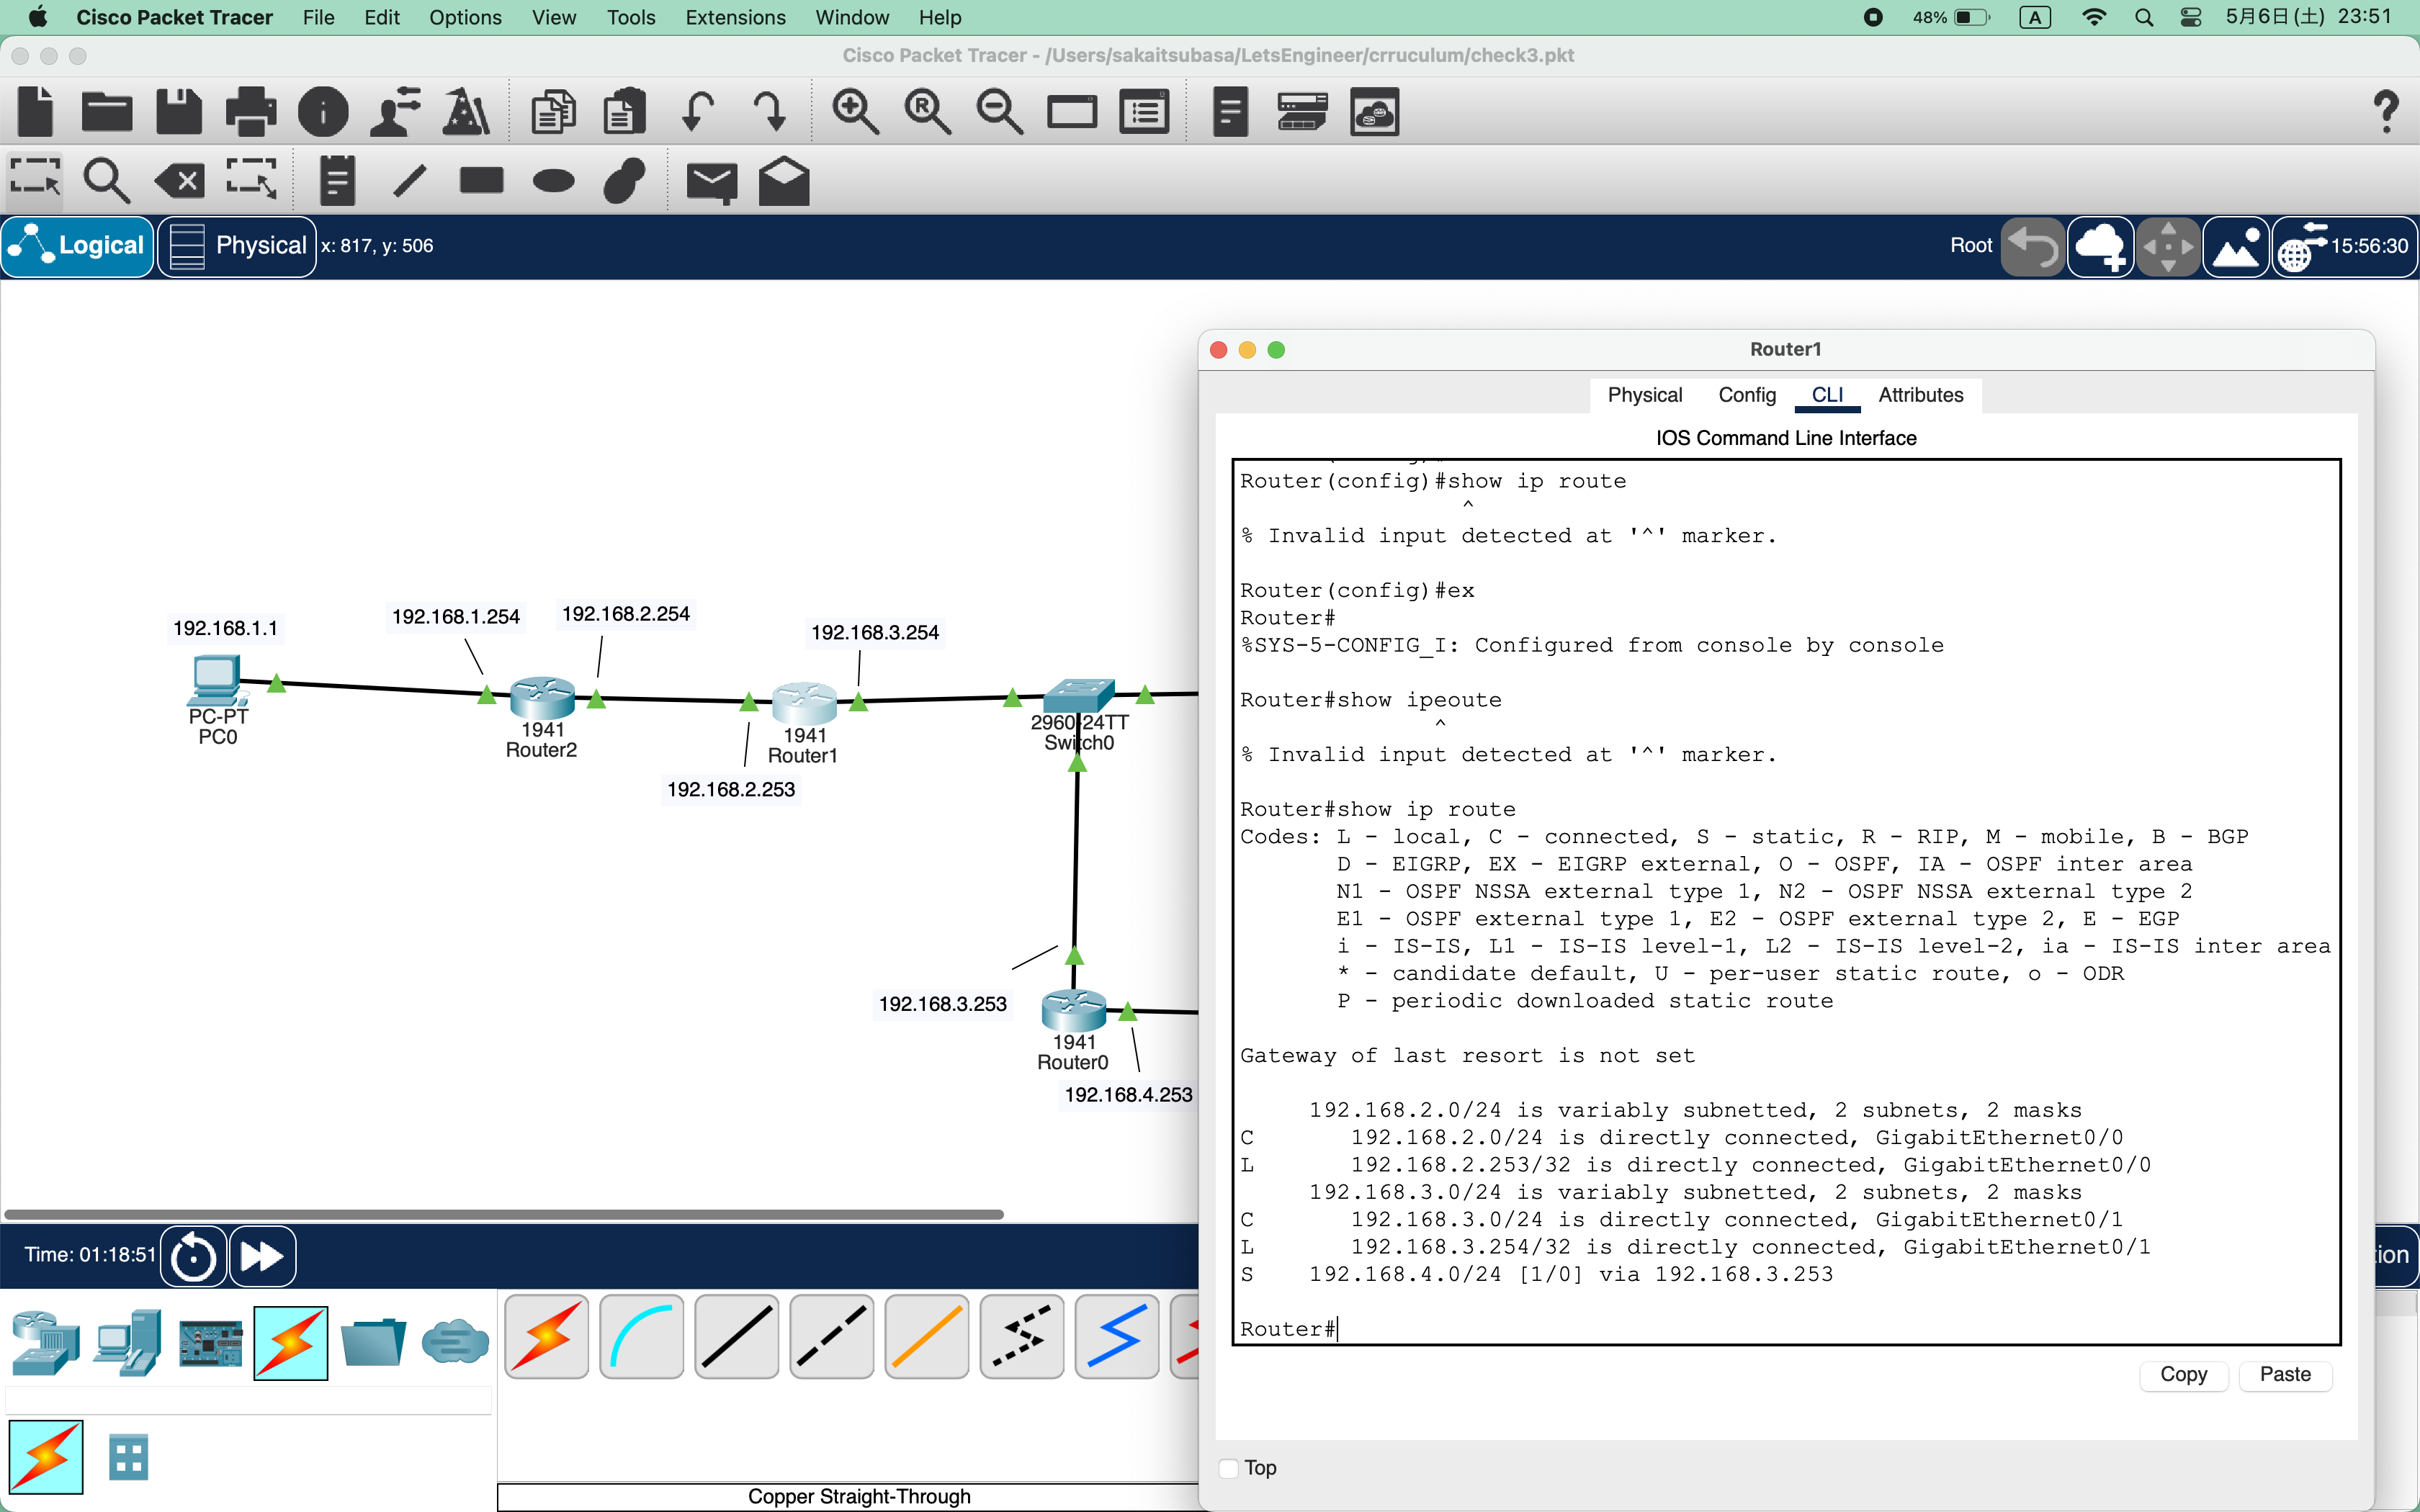 Cisco Packet Tracer File Edit Options View Tools Extensions Window Help 48% A 5月6日(土) 23:51
Cisco Packet Tracer - /Users/sakaitsubasa/LetsEngineer/crruculum/check3.pkt
Logical Physical x: 817, y: 506 Root 15:56:30
Router1
Physical Config CLI Attributes
IOS Command Line Interface
Router(config)#show ip route
^
% Invalid input detected at '^' marker.
Router(config)#ex
Router#
%SYS-5-CONFIG_I: Configured from console by console
Router#show ipeoute
^
% Invalid input detected at '^' marker.
Router#show ip route
Codes: L - local, C - connected, S - static, R - RIP, M - mobile, B - BGP
D - EIGRP, EX - EIGRP external, O - OSPF, IA - OSPF inter area
N1 - OSPF NSSA external type 1, N2 - OSPF NSSA external type 2
E1 - OSPF external type 1, E2 - OSPF external type 2, E - EGP
i - IS-IS, L1 - IS-IS level-1, L2 - IS-IS level-2, ia - IS-IS inter area
* - candidate default, U - per-user static route, o - ODR
P - periodic downloaded static route
Gateway of last resort is not set
192.168.2.0/24 is variably subnetted, 2 subnets, 2 masks
C 192.168.2.0/24 is directly connected, GigabitEthernet0/0
L 192.168.2.253/32 is directly connected, GigabitEthernet0/0
192.168.3.0/24 is variably subnetted, 2 subnets, 2 masks
C 192.168.3.0/24 is directly connected, GigabitEthernet0/1
L 192.168.3.254/32 is directly connected, GigabitEthernet0/1
S 192.168.4.0/24 [1/0] via 192.168.3.253
Router#
Copy Paste
Top
192.168.1.1
192.168.1.254
192.168.2.254
192.168.3.254
PC-PT
PC0
1941
Router2
1941
Router1
2960-24TT
Switch0
192.168.2.253
192.168.3.253
1941
Router0
192.168.4.253
Time: 01:18:51
tion
Copper Straight-Through